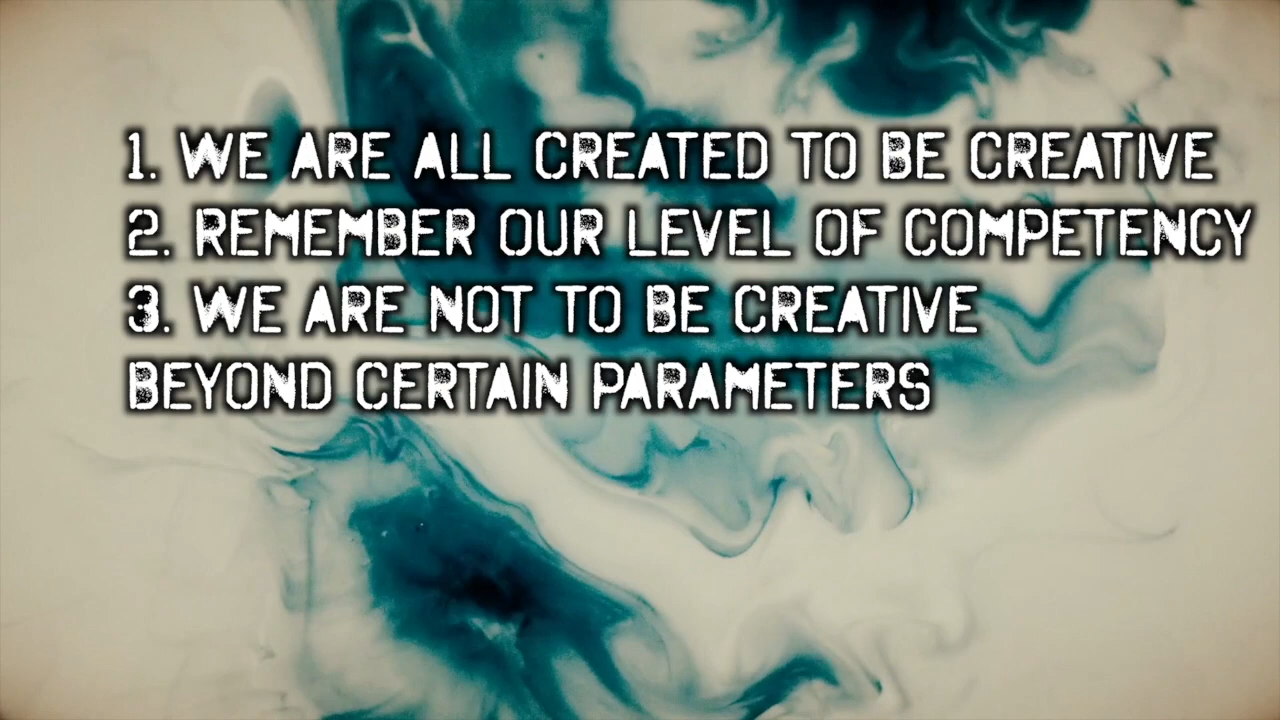 1. WE ARE ALL CREATED TO BE CREATIVE
2. REMEMBER OUR LEVEL OF COMPETENCY
3. WE ARE NOT TO BE CREATIVE
BEYOND CERTAIN PARAMETERS